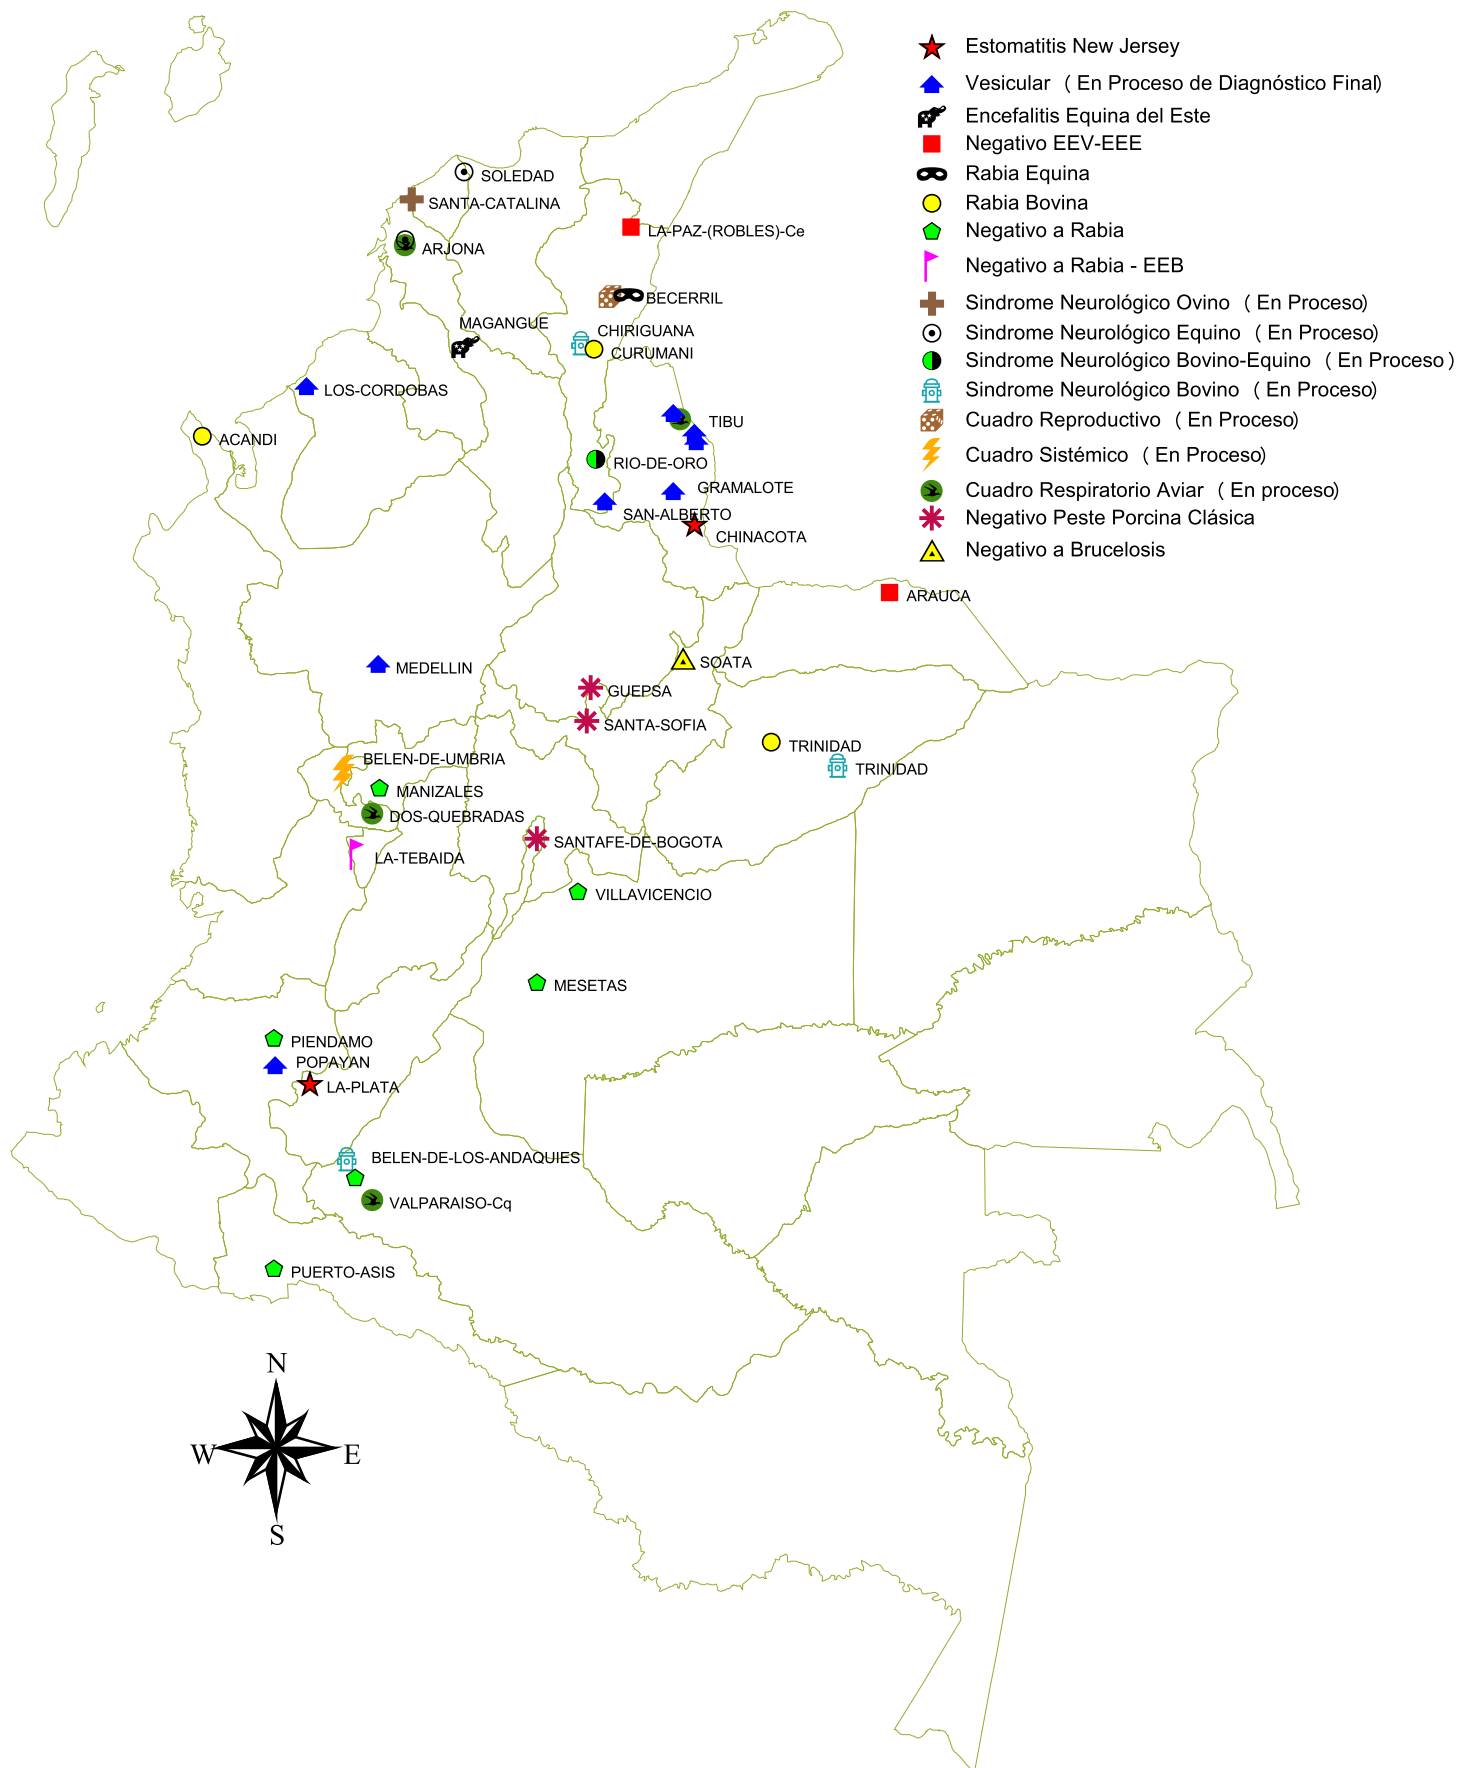 Estomatitis New Jersey
Vesicular ( En Proceso de Diagnóstico Final)
Encefalitis Equina del Este
Negativo EEV-EEE
Rabia Equina
Rabia Bovina
Negativo a Rabia
Negativo a Rabia - EEB
Sindrome Neurológico Ovino ( En Proceso)
Sindrome Neurológico Equino ( En Proceso)
Sindrome Neurológico Bovino-Equino ( En Proceso )
Sindrome Neurológico Bovino ( En Proceso)
Cuadro Reproductivo ( En Proceso)
Cuadro Sistémico ( En Proceso)
Cuadro Respiratorio Aviar ( En proceso)
Negativo Peste Porcina Clásica
Negativo a Brucelosis
SOLEDAD
SANTA-CATALINA
LA-PAZ-(ROBLES)-Ce
ARJONA
BECERRIL
MAGANGUE
CHIRIGUANA
CURUMANI
LOS-CORDOBAS
TIBU
ACANDI
RIO-DE-ORO
GRAMALOTE
SAN-ALBERTO
CHINACOTA
ARAUCA
MEDELLIN
SOATA
GUEPSA
SANTA-SOFIA
TRINIDAD
BELEN-DE-UMBRIA
TRINIDAD
MANIZALES
DOS-QUEBRADAS
SANTAFE-DE-BOGOTA
LA-TEBAIDA
VILLAVICENCIO
MESETAS
PIENDAMO
POPAYAN
LA-PLATA
BELEN-DE-LOS-ANDAQUIES
VALPARAISO-Cq
PUERTO-ASIS
N
W E
S